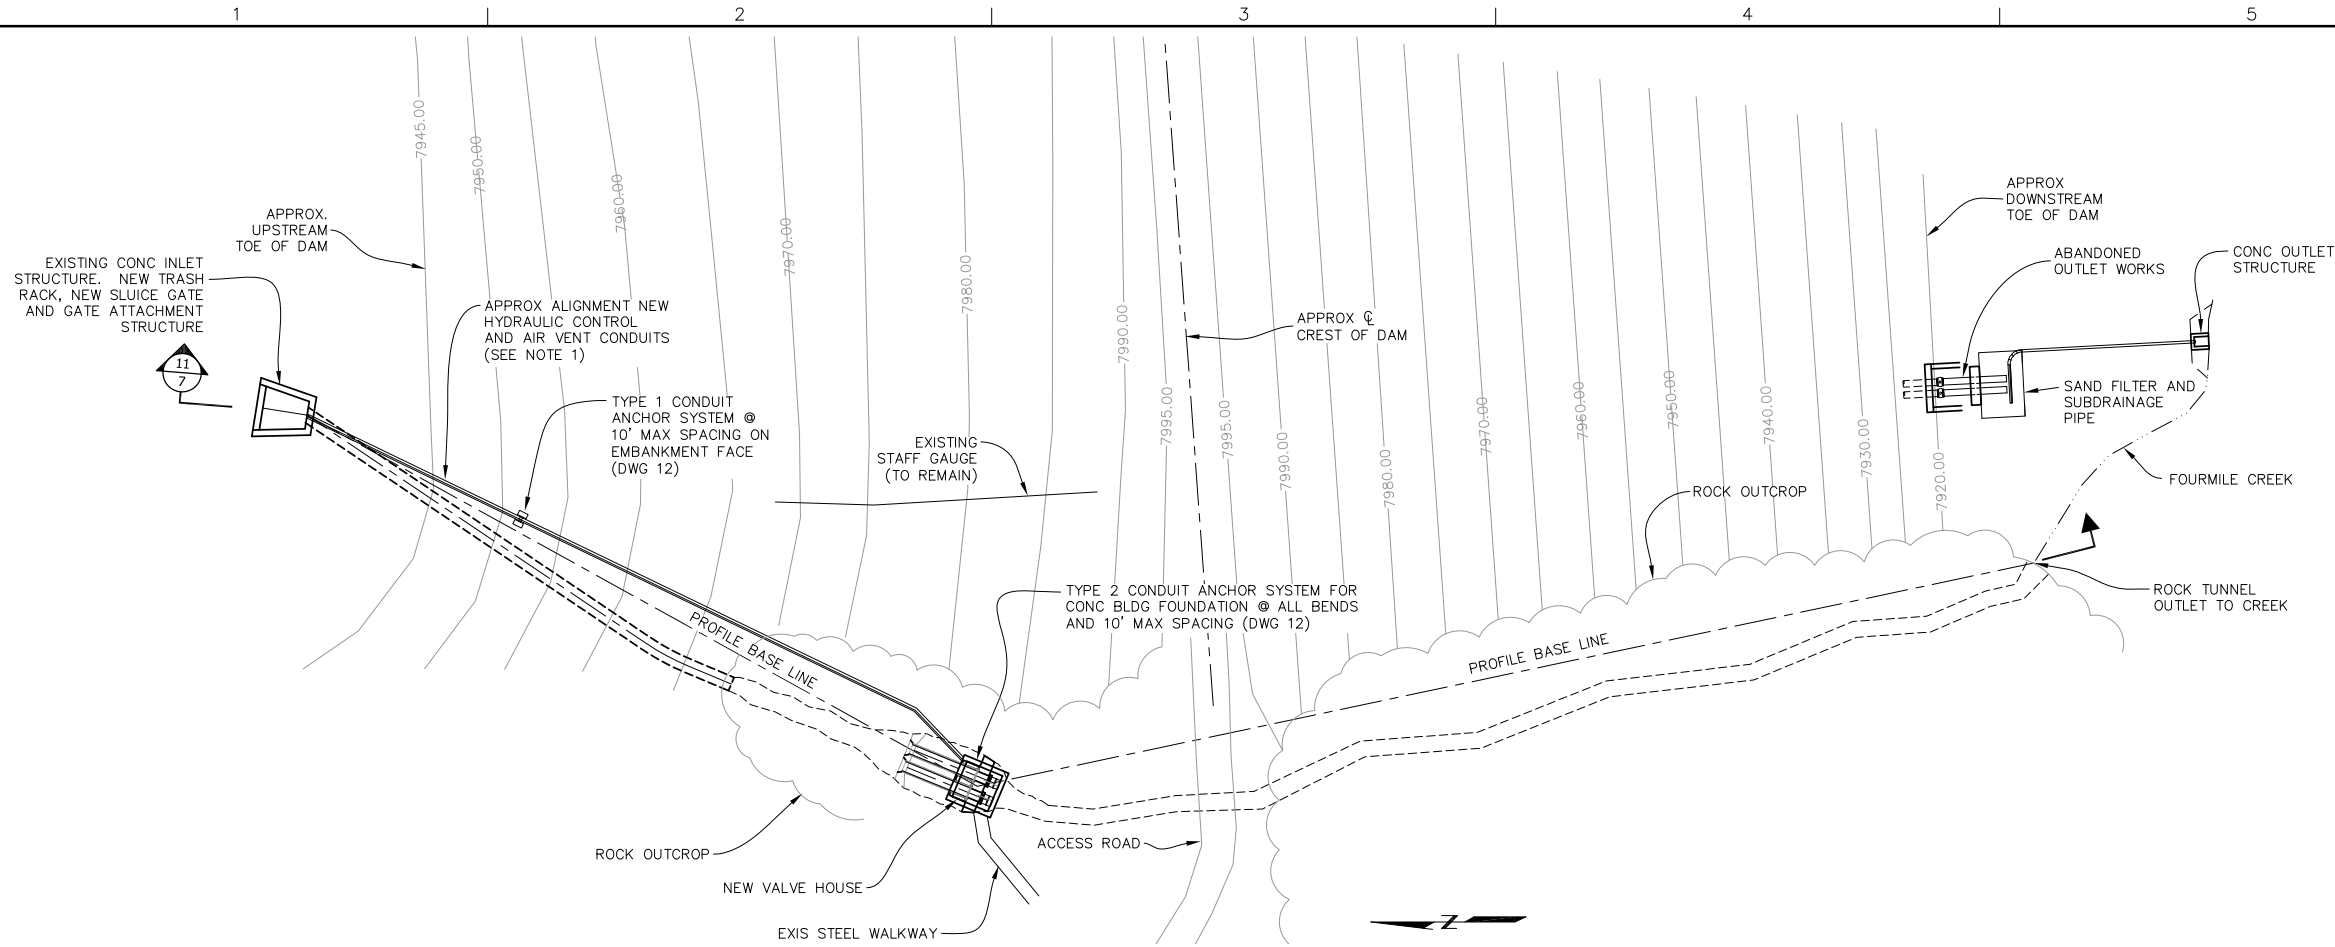 1
2
3
4
5
7945.00
7950.00
7960.00
7970.00
7980.00
7990.00
7995.00
7995.00
7990.00
7980.00
7970.00
7960.00
7950.00
7940.00
7930.00
7920.00
APPROX.
UPSTREAM
TOE OF DAM
EXISTING CONC INLET
STRUCTURE. NEW TRASH
RACK, NEW SLUICE GATE
AND GATE ATTACHMENT
STRUCTURE
11
7
APPROX ALIGNMENT NEW
HYDRAULIC CONTROL
AND AIR VENT CONDUITS
(SEE NOTE 1)
TYPE 1 CONDUIT
ANCHOR SYSTEM @
10' MAX SPACING ON
EMBANKMENT FACE
(DWG 12)
EXISTING
STAFF GAUGE
(TO REMAIN)
APPROX ℄
CREST OF DAM
APPROX
DOWNSTREAM
TOE OF DAM
ABANDONED
OUTLET WORKS
CONC OUTLET
STRUCTURE
SAND FILTER AND
SUBDRAINAGE
PIPE
FOURMILE CREEK
ROCK OUTCROP
TYPE 2 CONDUIT ANCHOR SYSTEM FOR
CONC BLDG FOUNDATION @ ALL BENDS
AND 10' MAX SPACING (DWG 12)
ROCK TUNNEL
OUTLET TO CREEK
PROFILE BASE LINE
PROFILE BASE LINE
ROCK OUTCROP
ACCESS ROAD
NEW VALVE HOUSE
EXIS STEEL WALKWAY
N